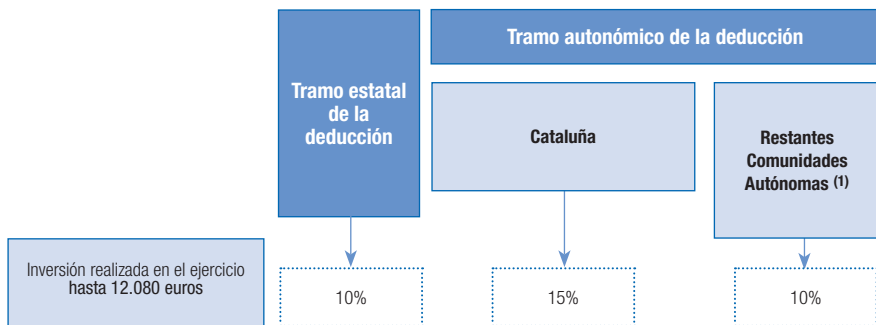 Tramo autonómico de la deducción
Tramo estatal
de la
deducción
Cataluña
Restantes
Comunidades
Autónomas (1)
Inversión realizada en el ejercicio
hasta 12.080 euros
10%
15%
10%